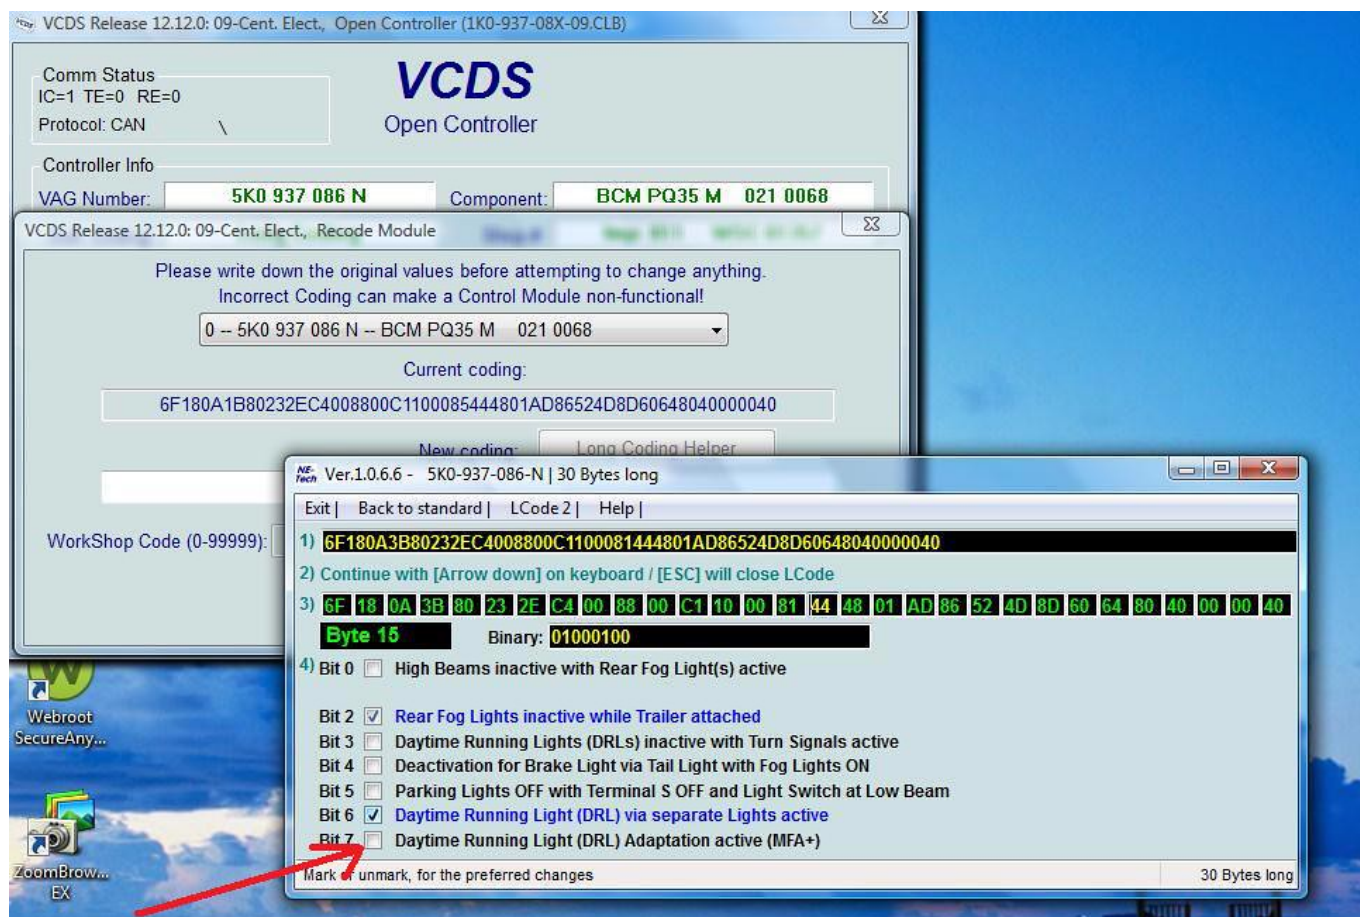 VCDS Release 12.12.0: 09-Cent. Elect., Open Controller (1K0-937-08X-09.CLB)
Comm Status
IC=1 TE=0 RE=0
Protocol: CAN \
VCDS
Open Controller
Controller Info
VAG Number: 5K0 937 086 N Component: BCM PQ35 M 021 0068
VCDS Release 12.12.0: 09-Cent. Elect., Recode Module
Please write down the original values before attempting to change anything.
Incorrect Coding can make a Control Module non-functional!
0 -- 5K0 937 086 N -- BCM PQ35 M 021 0068
Current coding:
6F180A1B80232EC4008800C1100085444801AD86524D8D60648040000040
New coding: Long Coding Helper
WorkShop Code (0-99999):
NE-Tech Ver.1.0.6.6 - 5K0-937-086-N | 30 Bytes long
Exit | Back to standard | LCode 2 | Help |
1) 6F180A3B80232EC4008800C1100081444801AD86524D8D60648040000040
2) Continue with [Arrow down] on keyboard / [ESC] will close LCode
3) 6F 18 0A 3B 80 23 2E C4 00 88 00 C1 10 00 81 44 48 01 AD 86 52 4D 8D 60 64 80 40 00 00 40
Byte 15 Binary: 01000100
4) Bit 0 High Beams inactive with Rear Fog Light(s) active
Bit 2 Rear Fog Lights inactive while Trailer attached
Bit 3 Daytime Running Lights (DRLs) inactive with Turn Signals active
Bit 4 Deactivation for Brake Light via Tail Light with Fog Lights ON
Bit 5 Parking Lights OFF with Terminal S OFF and Light Switch at Low Beam
Bit 6 Daytime Running Light (DRL) via separate Lights active
Bit 7 Daytime Running Light (DRL) Adaptation active (MFA+)
Mark or unmark, for the preferred changes 30 Bytes long
Webroot
SecureAny...
ZoomBrow...
EX